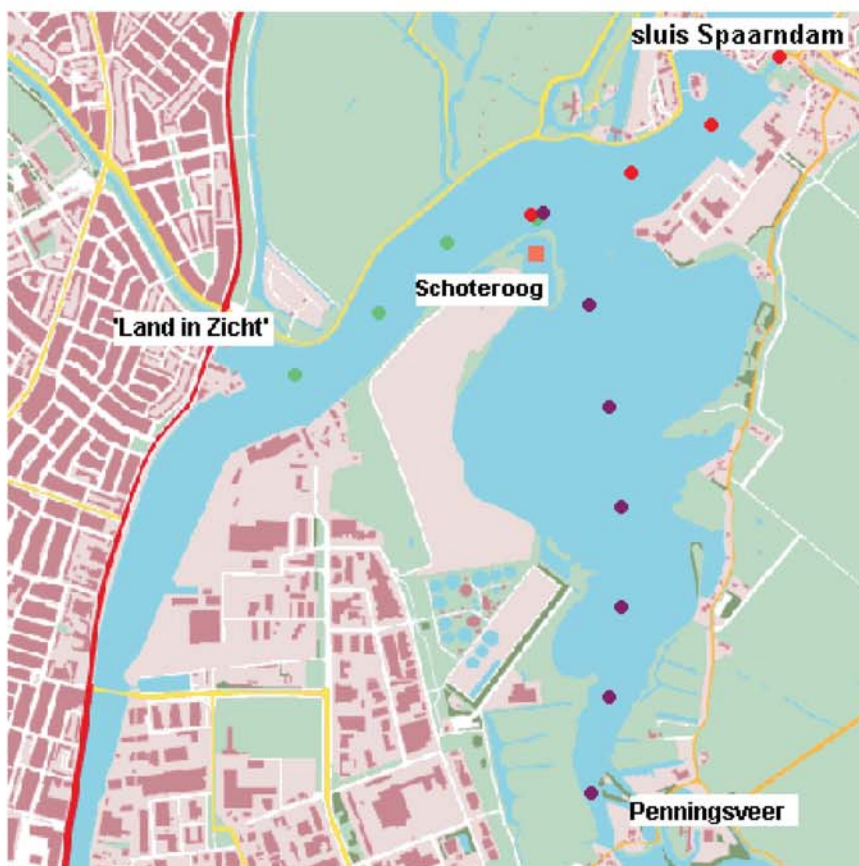 sluis Spaarndam
Schoteroog
'Land in Zicht'
Penningsveer